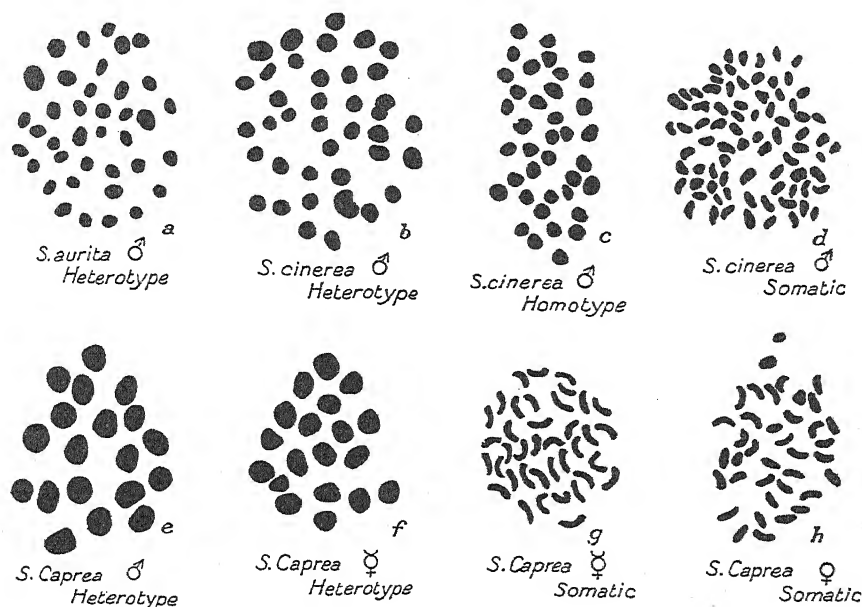 a
S. aurita ♂
Heterotype
b
S. cinerea ♂
Heterotype
c
S. cinerea ♂
Homotype
d
S. cinerea ♂
Somatic
e
S. Caprea ♂
Heterotype
f
S. Caprea ☿
Heterotype
g
S. Caprea ☿
Somatic
h
S. Caprea ♀
Somatic